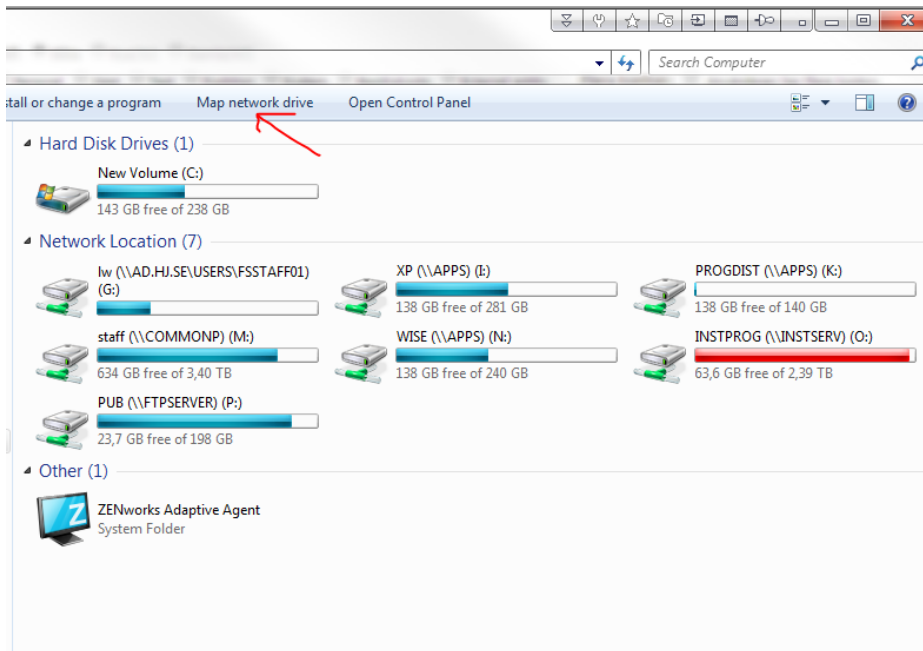 Search Computer
stall or change a program Map network drive Open Control Panel
Hard Disk Drives (1)
New Volume (C:)
143 GB free of 238 GB
Network Location (7)
lw (\\AD.HJ.SE\USERS\FSSTAFF01)
(G:)
XP (\\APPS) (I:)
138 GB free of 281 GB
PROGDIST (\\APPS) (K:)
138 GB free of 140 GB
staff (\\COMMONP) (M:)
634 GB free of 3,40 TB
WISE (\\APPS) (N:)
138 GB free of 240 GB
INSTPROG (\\INSTSERV) (O:)
63,6 GB free of 2,39 TB
PUB (\\FTPSERVER) (P:)
23,7 GB free of 198 GB
Other (1)
ZENworks Adaptive Agent
System Folder